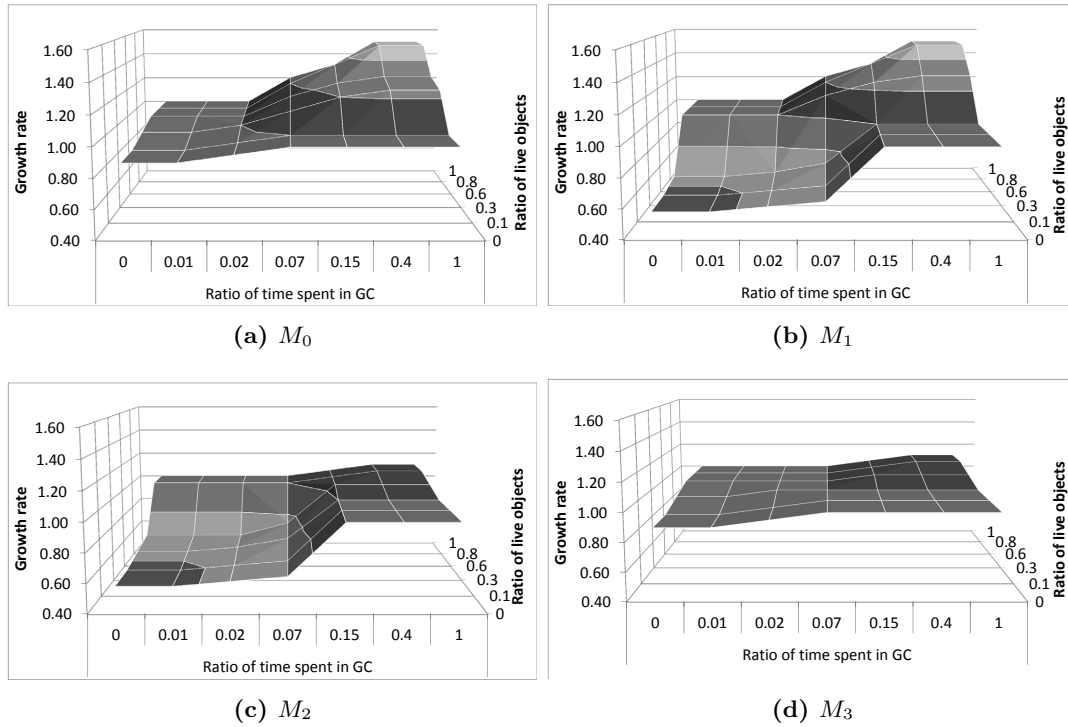 1.60
1.40
1.20
1.00
0.80
0.60
0.40
Growth rate
0 0.01 0.02 0.07 0.15 0.4 1
Ratio of time spent in GC
1
0.8
0.6
0.3
0.1
0
Ratio of live objects
(a) M0
1.60
1.40
1.20
1.00
0.80
0.60
0.40
Growth rate
0 0.01 0.02 0.07 0.15 0.4 1
Ratio of time spent in GC
1
0.8
0.6
0.3
0.1
0
Ratio of live objects
(b) M1
1.60
1.40
1.20
1.00
0.80
0.60
0.40
Growth rate
0 0.01 0.02 0.07 0.15 0.4 1
Ratio of time spent in GC
1
0.8
0.6
0.3
0.1
0
Ratio of live objects
(c) M2
1.60
1.40
1.20
1.00
0.80
0.60
0.40
Growth rate
0 0.01 0.02 0.07 0.15 0.4 1
Ratio of time spent in GC
1
0.8
0.6
0.3
0.1
0
Ratio of live objects
(d) M3